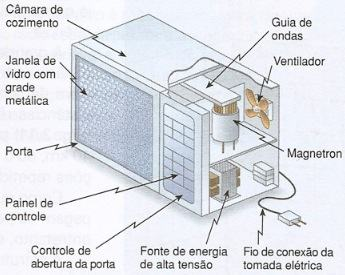 Câmara de
cozimento
Janela de
vidro com
grade
metálica
Porta
Painel de
controle
Controle de
abertura da porta
Fonte de energia
de alta tensão
Fio de conexão da
tomada elétrica
Magnetron
Ventilador
Guia de
ondas